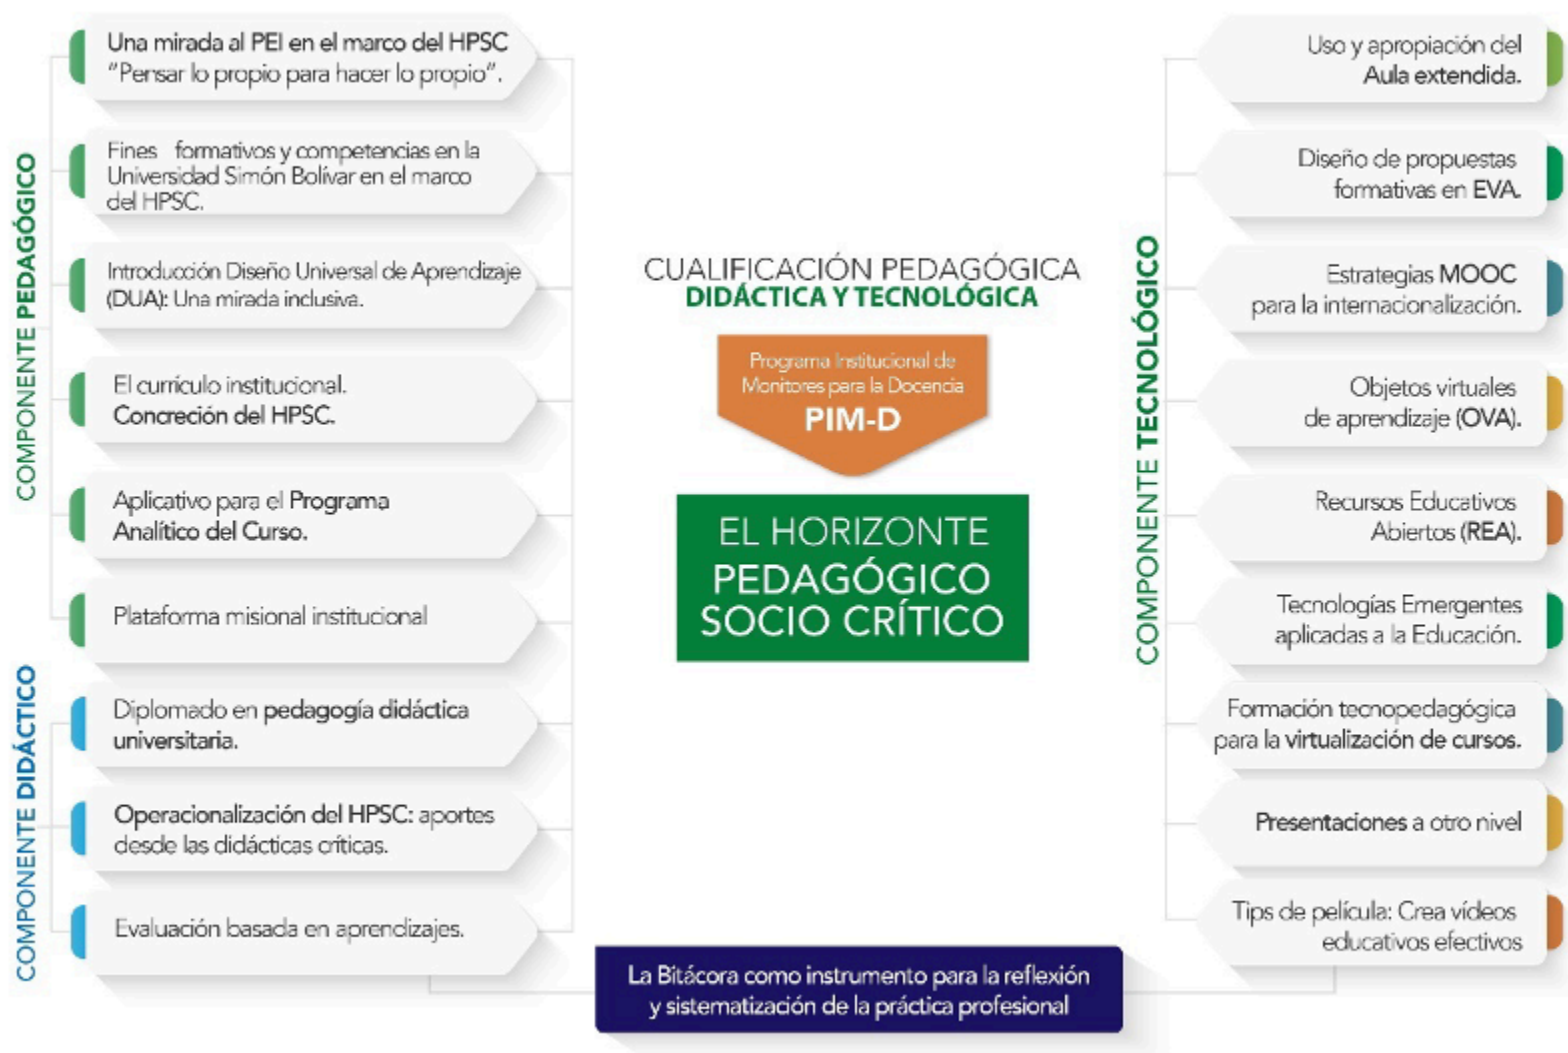 COMPONENTE PEDAGÓGICO
Una mirada al PEI en el marco del HPSC
“Pensar lo propio para hacer lo propio”.
Fines formativos y competencias en la
Universidad Simón Bolívar en el marco
del HPSC.
Introducción Diseño Universal de Aprendizaje
(DUA): Una mirada inclusiva.
El currículo institucional.
Concreción del HPSC.
Aplicativo para el Programa
Analítico del Curso.
Plataforma misional institucional
COMPONENTE DIDÁCTICO
Diplomado en pedagogía didáctica
universitaria.
Operacionalización del HPSC: aportes
desde las didácticas críticas.
Evaluación basada en aprendizajes.
CUALIFICACIÓN PEDAGÓGICA
DIDÁCTICA Y TECNOLÓGICA
Programa Institucional de
Monitores para la Docencia
PIM-D
EL HORIZONTE
PEDAGÓGICO
SOCIO CRÍTICO
COMPONENTE TECNOLÓGICO
Uso y apropiación del
Aula extendida.
Diseño de propuestas
formativas en EVA.
Estrategias MOOC
para la internacionalización.
Objetos virtuales
de aprendizaje (OVA).
Recursos Educativos
Abiertos (REA).
Tecnologías Emergentes
aplicadas a la Educación.
Formación tecnopedagógica
para la virtualización de cursos.
Presentaciones a otro nivel
Tips de película: Crea vídeos
educativos efectivos
La Bitácora como instrumento para la reflexión
y sistematización de la práctica profesional